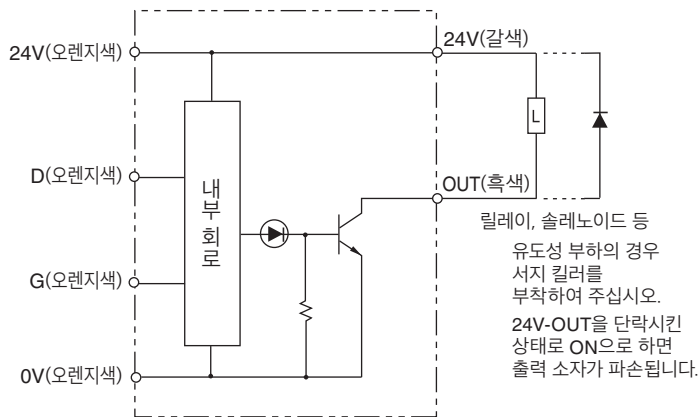 24V(오렌지색)
24V(갈색)
L
D(오렌지색)
내부회로
OUT(흑색)
릴레이, 솔레노이드 등
유도성 부하의 경우
서지 킬러를
부착하여 주십시오.
G(오렌지색)
24V-OUT을 단락시킨
상태로 ON으로 하면
출력 소자가 파손됩니다.
0V(오렌지색)